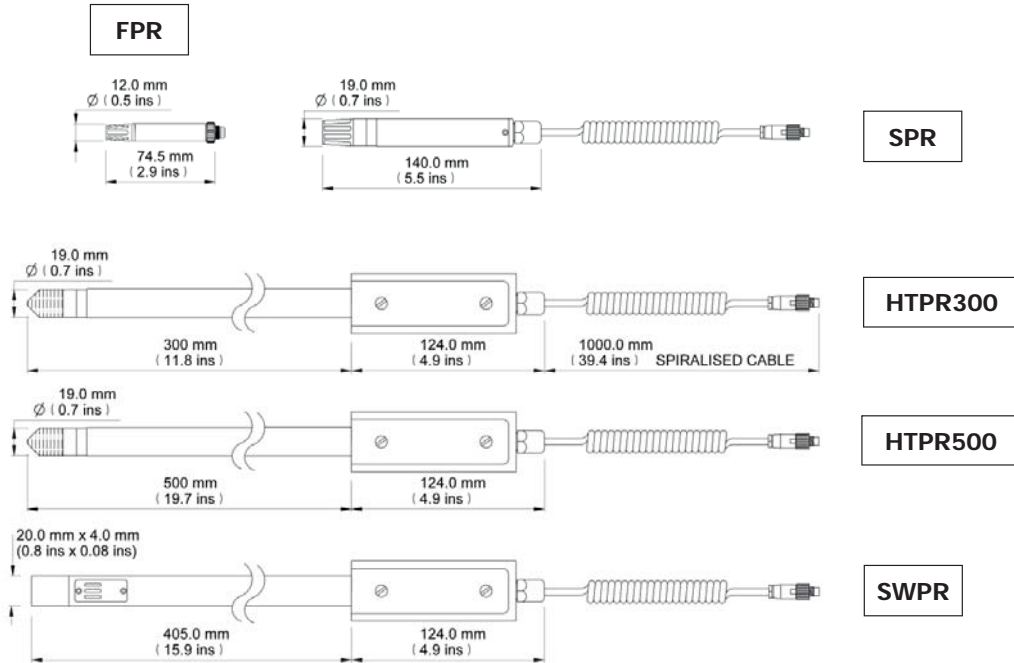 FPR
12.0 mm
Ø ( 0.5 ins )
74.5 mm
( 2.9 ins )
19.0 mm
Ø ( 0.7 ins )
140.0 mm
( 5.5 ins )
SPR
19.0 mm
Ø ( 0.7 ins )
300 mm
( 11.8 ins )
124.0 mm
( 4.9 ins )
1000.0 mm
( 39.4 ins ) SPIRALISED CABLE
HTPR300
19.0 mm
Ø ( 0.7 ins )
500 mm
( 19.7 ins )
124.0 mm
( 4.9 ins )
HTPR500
20.0 mm x 4.0 mm
(0.8 ins x 0.08 ins)
405.0 mm
( 15.9 ins )
124.0 mm
( 4.9 ins )
SWPR